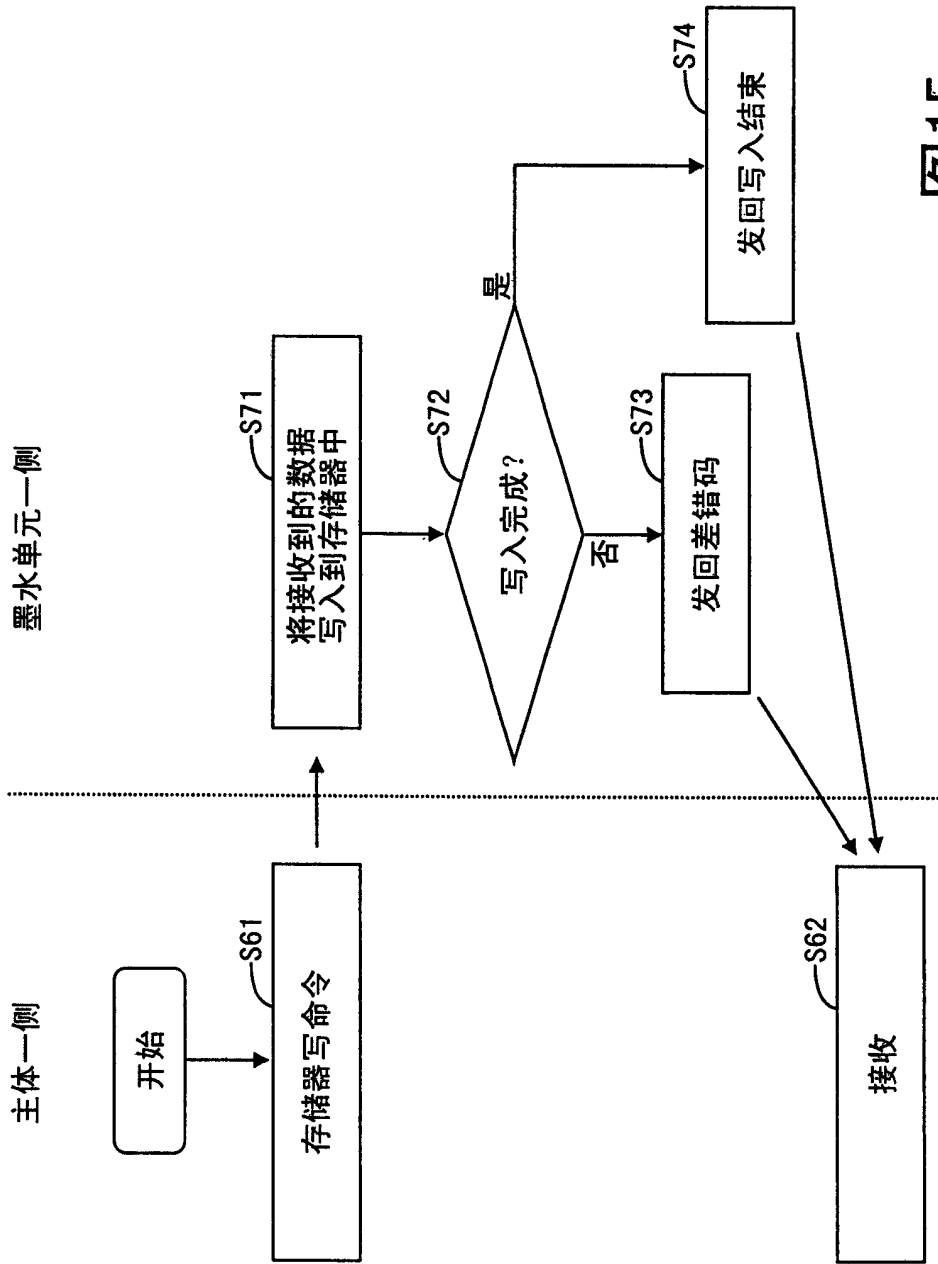 主体一侧
墨水单元一侧
开始
S61
存储器写命令
S71
将接收到的数据
写入到存储器中
S72
写入完成?
是
否
S73
发回差错码
S74
发回写入结束
S62
接收